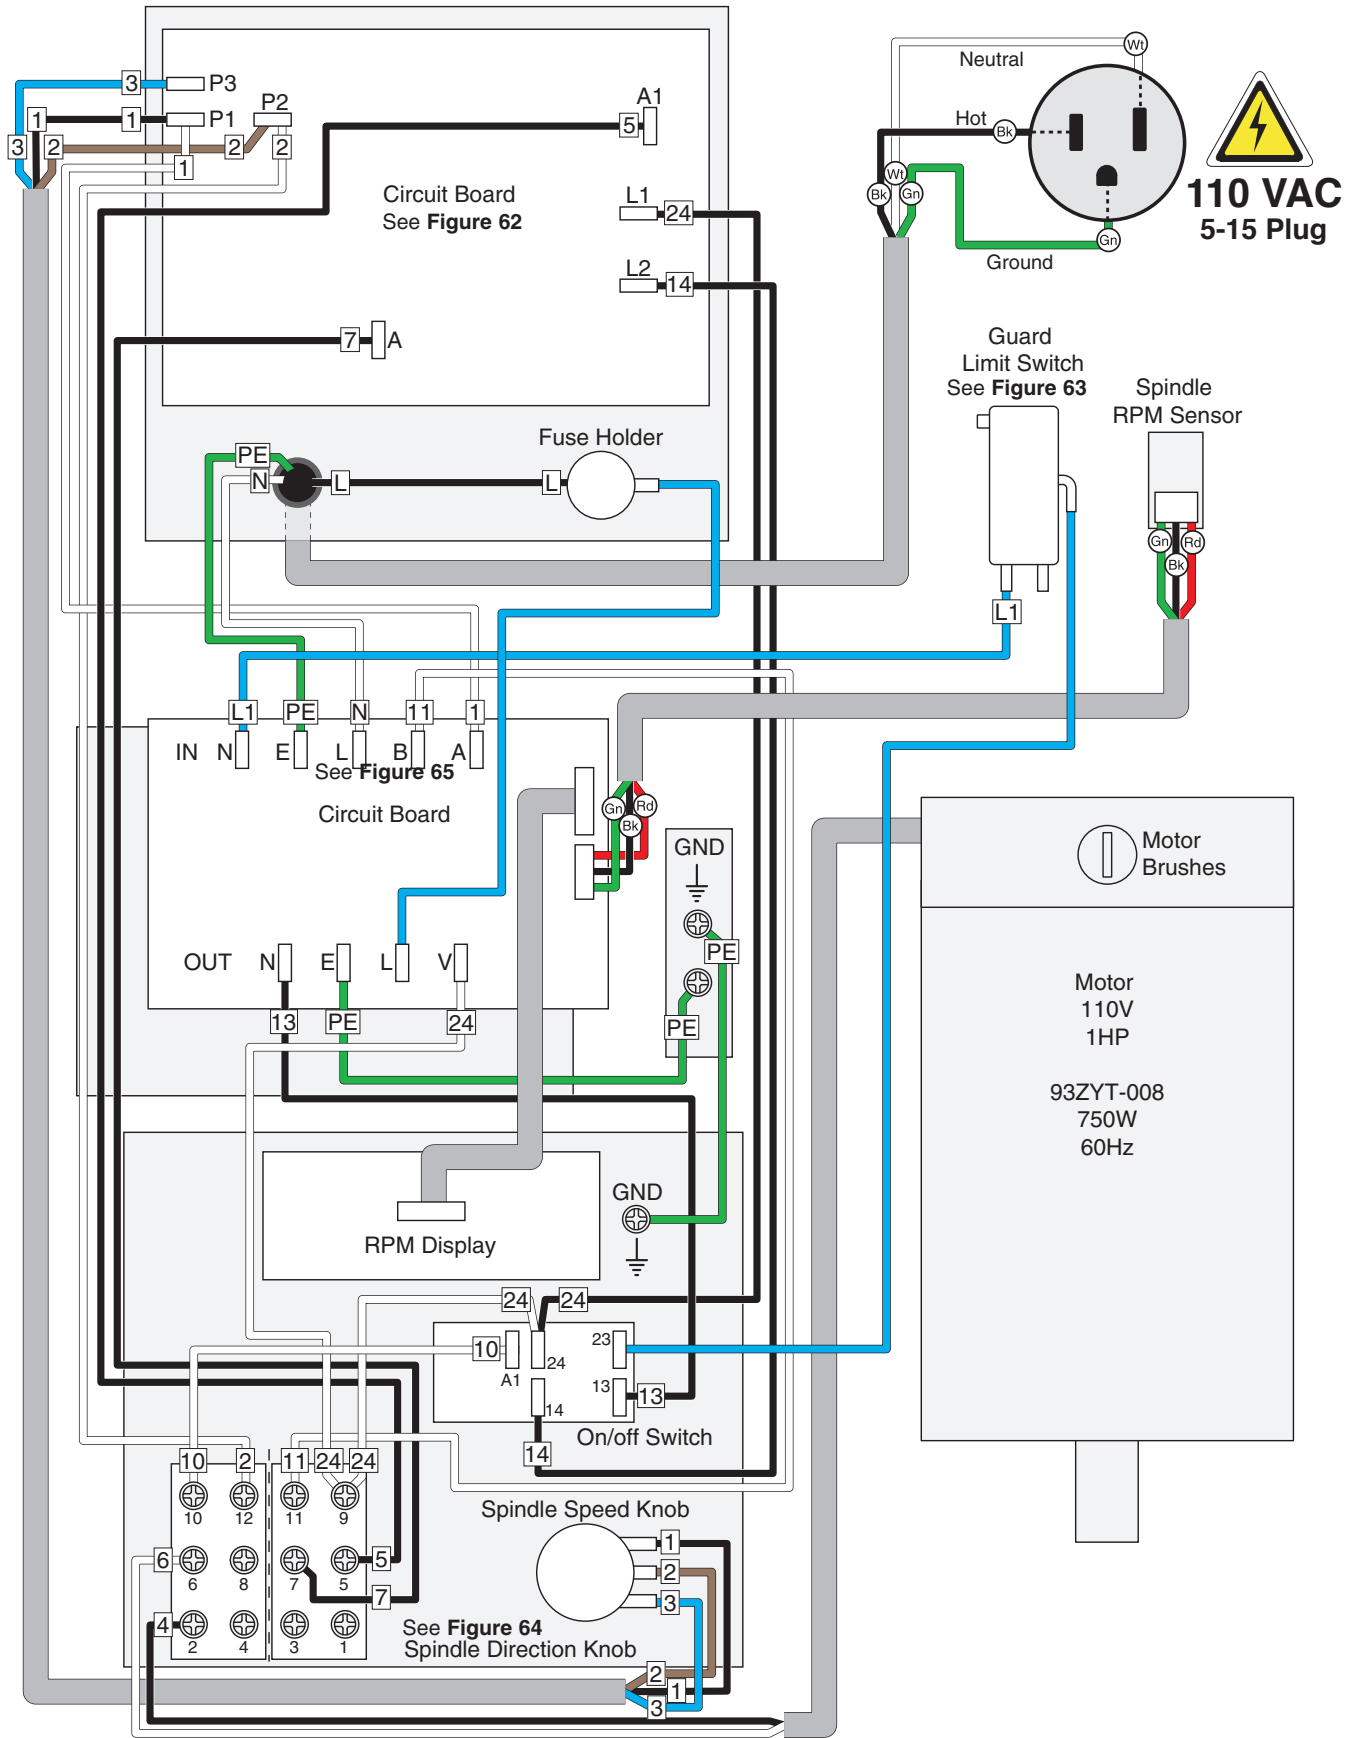 3 P3
1 1 P1 P2
3 2 2 2
1
A1
5
Circuit Board
See Figure 62
L1
24
L2
14
7 A
Neutral
Wt
Hot
Bk
Wt
Bk Gn
Gn
Ground
110 VAC
5-15 Plug
Guard
Limit Switch
See Figure 63
Spindle
RPM Sensor
Gn Rd
Bk
L1
Fuse Holder
PE
N L L
L1 PE N 11 1
IN N E L B A
See Figure 65
Circuit Board
Gn Rd
Bk
GND
PE
PE
OUT N E L V
13 PE 24
Motor
Brushes
Motor
110V
1HP
93ZYT-008
750W
60Hz
GND
RPM Display
24 24
10 23
24
A1 13 13
14
On/off Switch
14
10 2 11 24 24
10 12 11 9
6 5
6 8 7 5
7
4
2 4 3 1
Spindle Speed Knob
1
2
3
See Figure 64
Spindle Direction Knob
2
1
3